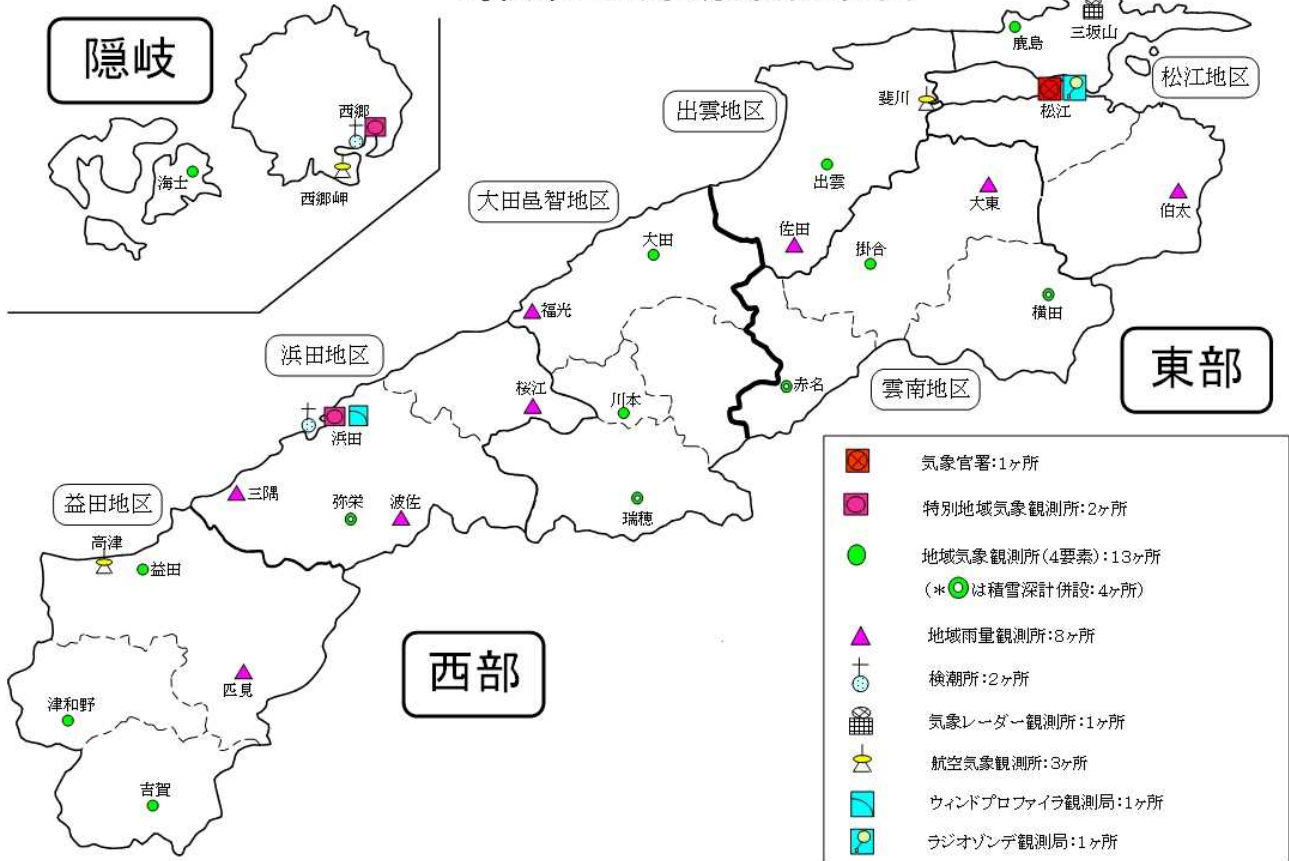 隠岐
西郷
海士
西郷岬
鹿島
三坂山
松江地区
斐川
松江
出雲地区
出雲
大東
伯太
大田邑智地区
佐田
掛合
大田
横田
福光
東部
浜田地区
桜江
川本
赤名
雲南地区
浜田
三隅
弥栄
波佐
瑞穂
益田地区
高津
益田
西部
匹見
津和野
吉賀
気象官署:1ヶ所
特別地域気象観測所:2ヶ所
地域気象観測所(4要素):13ヶ所
(*◎は積雪深計併設:4ヶ所)
地域雨量観測所:8ヶ所
検潮所:2ヶ所
気象レーダー観測所:1ヶ所
航空気象観測所:3ヶ所
ウィンドプロファイラ観測局:1ヶ所
ラジオゾンデ観測局:1ヶ所